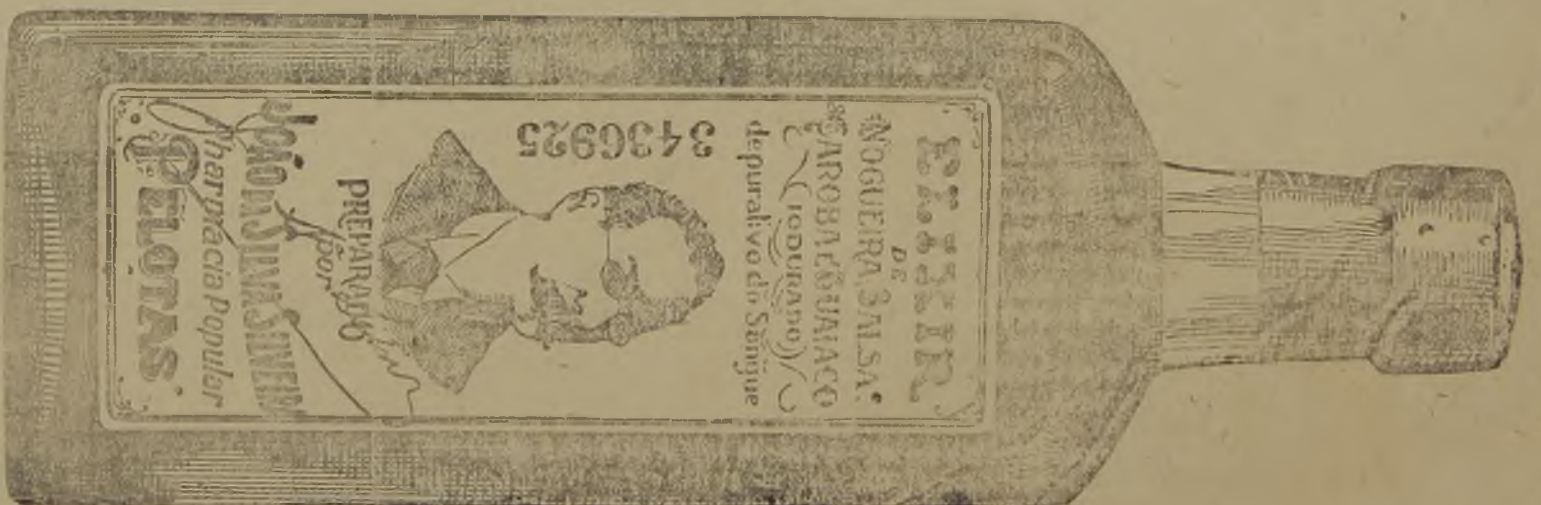 ELIXIR
DE
NOGUEIRA, SALSA
CAROBA E GUAIACO
(IODURADO)
depurativo do Sangue
3436925
PREPARADO
por
JOÃO DA SILVA SILVEIRA
Pharmacia Popular
PELOTAS